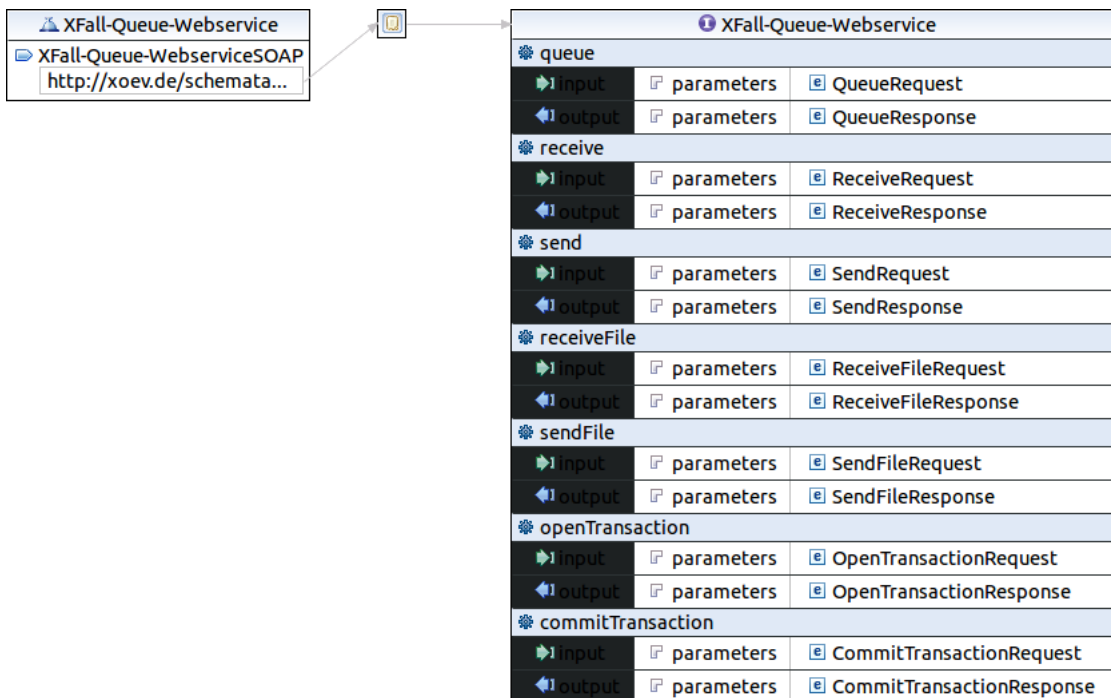 XFall-Queue-Webservice
XFall-Queue-WebserviceSOAP
http://xoev.de/schemata...
XFall-Queue-Webservice
queue
input parameters QueueRequest
output parameters QueueResponse
receive
input parameters ReceiveRequest
output parameters ReceiveResponse
send
input parameters SendRequest
output parameters SendResponse
receiveFile
input parameters ReceiveFileRequest
output parameters ReceiveFileResponse
sendFile
input parameters SendFileRequest
output parameters SendFileResponse
openTransaction
input parameters OpenTransactionRequest
output parameters OpenTransactionResponse
commitTransaction
input parameters CommitTransactionRequest
output parameters CommitTransactionResponse